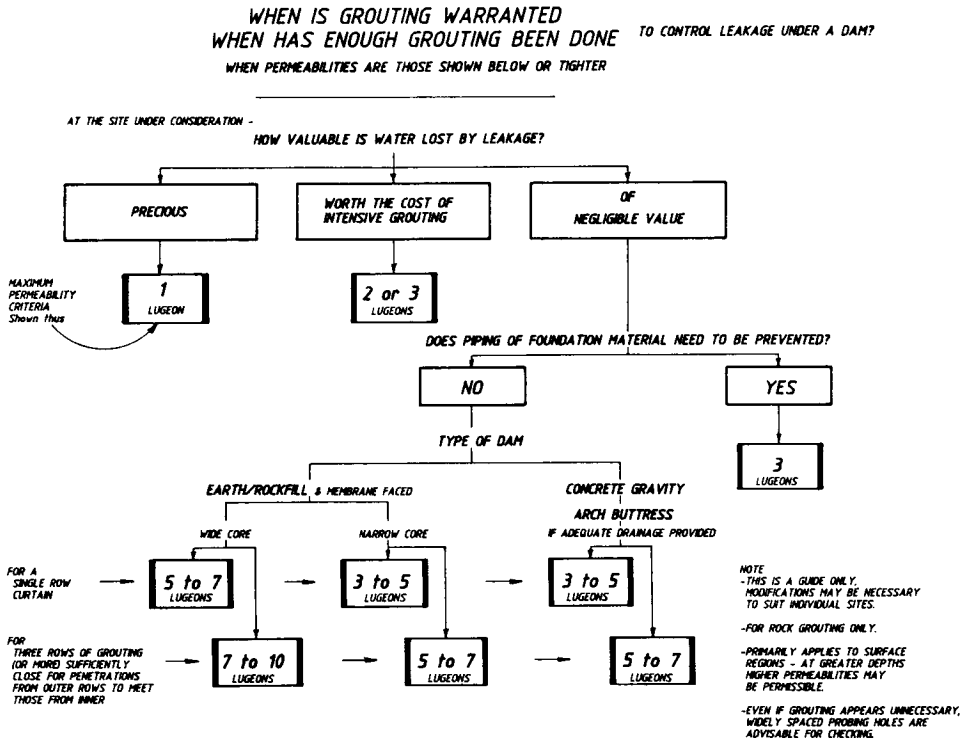 WHEN IS GROUTING WARRANTED
WHEN HAS ENOUGH GROUTING BEEN DONE
TO CONTROL LEAKAGE UNDER A DAM?
WHEN PERMEABILITIES ARE THOSE SHOWN BELOW OR TIGHTER
AT THE SITE UNDER CONSIDERATION -
HOW VALUABLE IS WATER LOST BY LEAKAGE?
PRECIOUS
WORTH THE COST OF
INTENSIVE GROUTING
OF
NEGLIGIBLE VALUE
MAXIMUM
PERMEABILITY
CRITERIA
Shown thus
1
LUGEON
2 or 3
LUGEONS
DOES PIPING OF FOUNDATION MATERIAL NEED TO BE PREVENTED?
NO
YES
TYPE OF DAM
3
LUGEONS
EARTH/ROCKFILL & MEMBRANE FACED
CONCRETE GRAVITY
ARCH BUTTRESS
IF ADEQUATE DRAINAGE PROVIDED
WIDE CORE
NARROW CORE
FOR A
SINGLE ROW
CURTAIN
5 to 7
LUGEONS
3 to 5
LUGEONS
3 to 5
LUGEONS
FOR
THREE ROWS OF GROUTING
(OR MORE) SUFFICIENTLY
CLOSE FOR PENETRATIONS
FROM OUTER ROWS TO MEET
THOSE FROM INNER
7 to 10
LUGEONS
5 to 7
LUGEONS
5 to 7
LUGEONS
NOTE
-THIS IS A GUIDE ONLY,
MODIFICATIONS MAY BE NECESSARY
TO SUIT INDIVIDUAL SITES.
-FOR ROCK GROUTING ONLY.
-PRIMARILY APPLIES TO SURFACE
REGIONS - AT GREATER DEPTHS
HIGHER PERMEABILITIES MAY
BE PERMISSIBLE.
-EVEN IF GROUTING APPEARS UNNECESSARY,
WIDELY SPACED PROBING HOLES ARE
ADVISABLE FOR CHECKING.